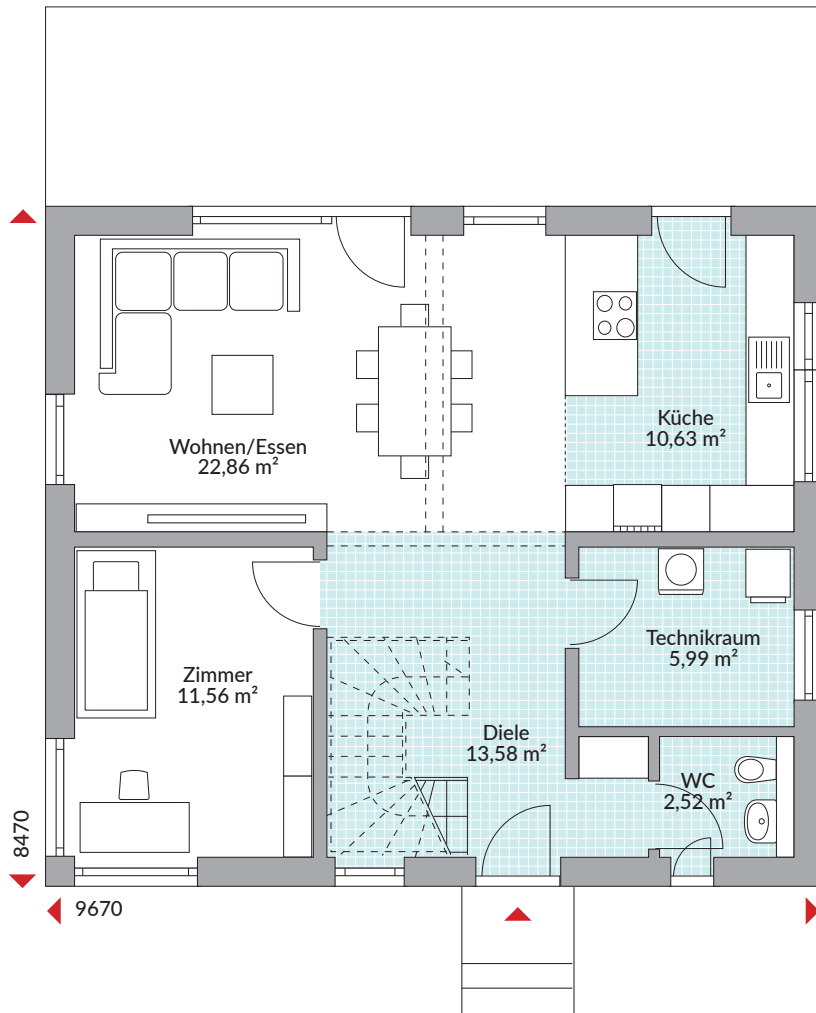 Küche
10,63 m²
Wohnen/Essen
22,86 m²
Technikraum
5,99 m²
Zimmer
11,56 m²
Diele
13,58 m²
WC
2,52 m²
8470
9670